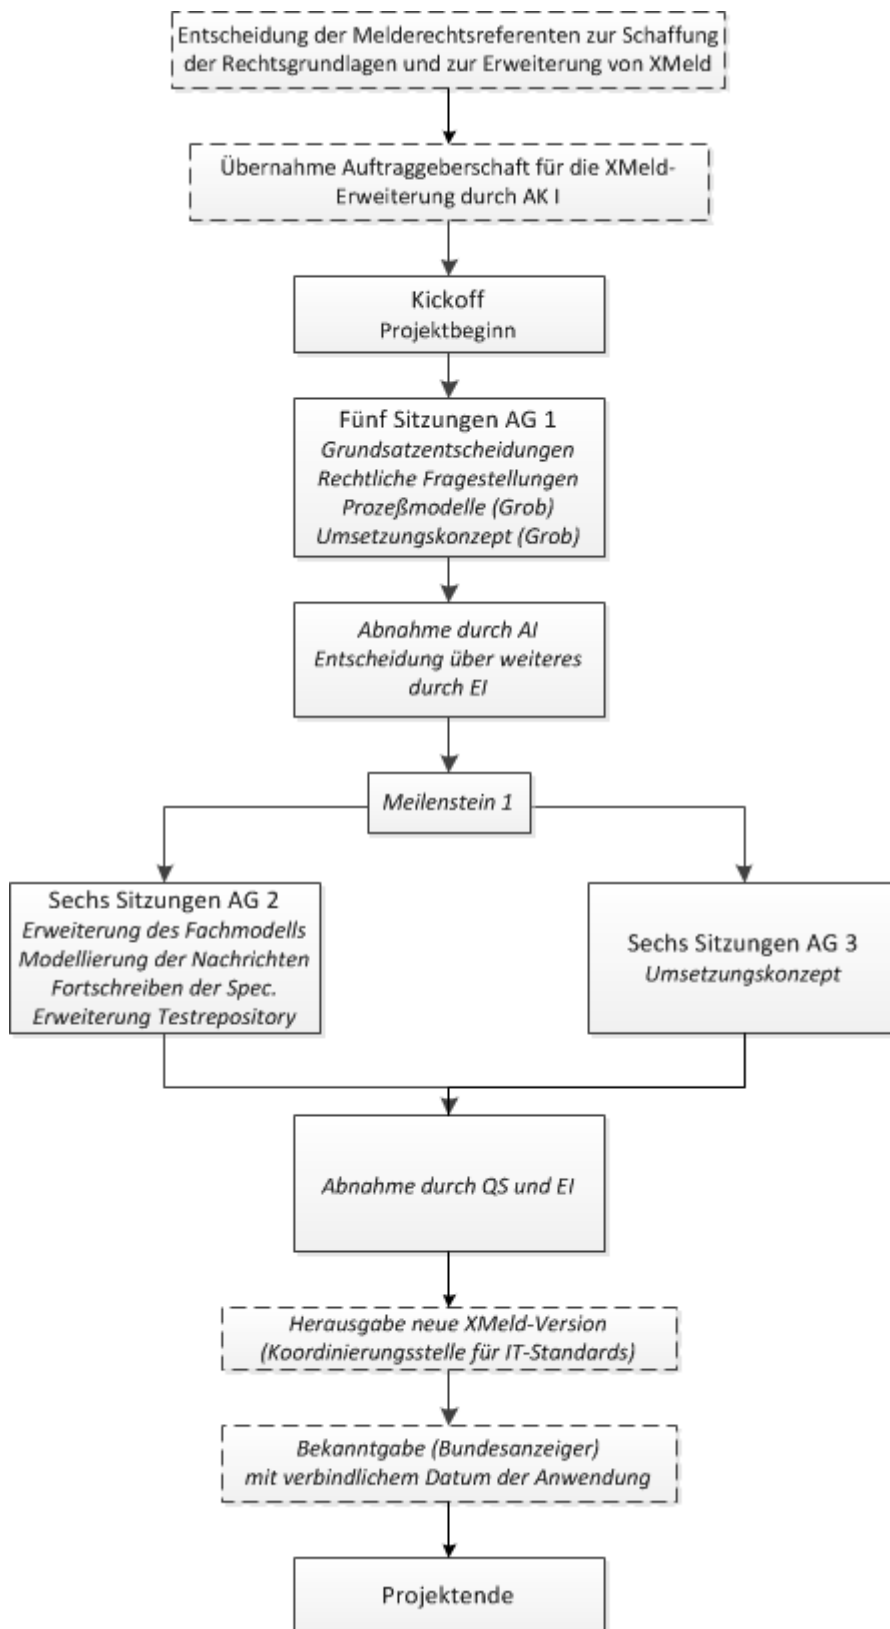 Entscheidung der Melderechtsreferenten zur Schaffung
der Rechtsgrundlagen und zur Erweiterung von XMeld
Übernahme Auftraggeberschaft für die XMeld-
Erweiterung durch AK I
Kickoff
Projektbeginn
Fünf Sitzungen AG 1
Grundsatzentscheidungen
Rechtliche Fragestellungen
Prozeßmodelle (Grob)
Umsetzungskonzept (Grob)
Abnahme durch AI
Entscheidung über weiteres
durch EI
Meilenstein 1
Sechs Sitzungen AG 2
Erweiterung des Fachmodells
Modellierung der Nachrichten
Fortschreiben der Spec.
Erweiterung Testrepository
Sechs Sitzungen AG 3
Umsetzungskonzept
Abnahme durch QS und EI
Herausgabe neue XMeld-Version
(Koordinierungsstelle für IT-Standards)
Bekanntgabe (Bundesanzeiger)
mit verbindlichem Datum der Anwendung
Projektende